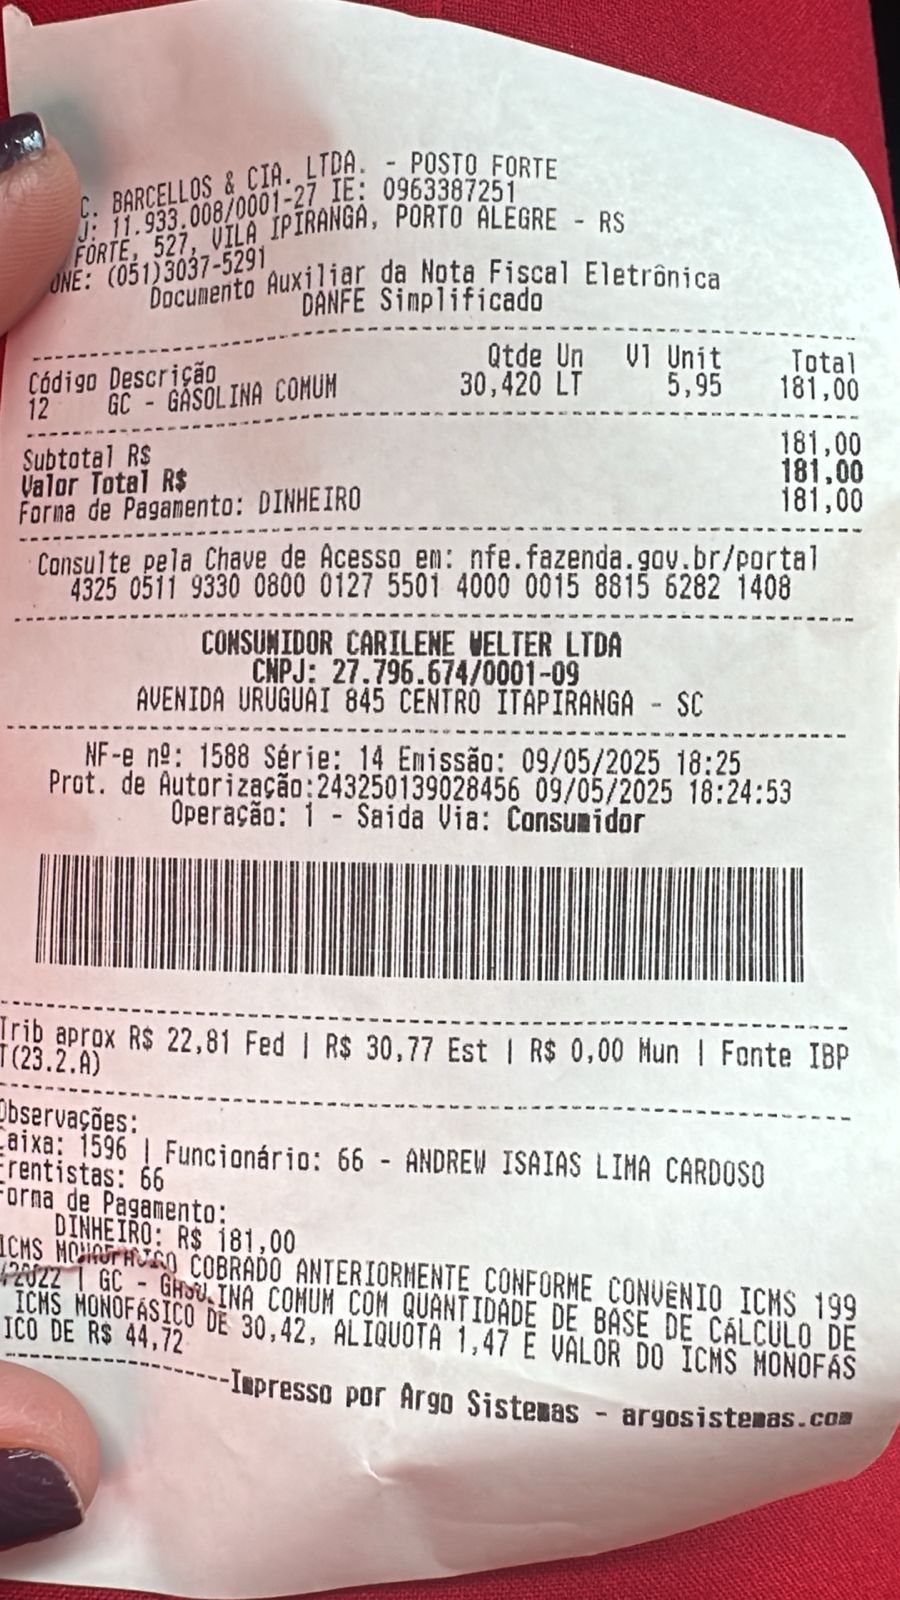 C. BARCELLOS & CIA. LTDA. - POSTO FORTE
J: 11.933.008/0001-27 IE: 0963387251
FORTE, 527, VILA IPIRANGA, PORTO ALEGRE - RS
ONE: (051)3037-5291
Documento Auxiliar da Nota Fiscal Eletrônica
DANFE Simplificado
Código Descrição Qtde Un Vl Unit Total
12 GC - GASOLINA COMUM 30,420 LT 5,95 181,00
Subtotal R$ 181,00
Valor Total R$ 181,00
Forma de Pagamento: DINHEIRO 181,00
Consulte pela Chave de Acesso em: nfe.fazenda.gov.br/portal
4325 0511 9330 0800 0127 5501 4000 0015 8815 6282 1408
CONSUMIDOR CARILENE WELTER LTDA
CNPJ: 27.796.674/0001-09
AVENIDA URUGUAI 845 CENTRO ITAPIRANGA - SC
NF-e nº: 1588 Série: 14 Emissão: 09/05/2025 18:25
Prot. de Autorização:243250139028456 09/05/2025 18:24:53
Operação: 1 - Saida Via: Consumidor
Trib aprox R$ 22,81 Fed | R$ 30,77 Est | R$ 0,00 Mun | Fonte IBP
T(23.2.A)
Observações:
Caixa: 1596 | Funcionário: 66 - ANDREW ISAIAS LIMA CARDOSO
rentistas: 66
Forma de Pagamento:
DINHEIRO: R$ 181,00
ICMS MONOFASICO COBRADO ANTERIORMENTE CONFORME CONVÊNIO ICMS 199
/2022 | GC - GASOLINA COMUM COM QUANTIDADE DE BASE DE CÁLCULO DE
ICMS MONOFÁSICO DE 30,42, ALIQUOTA 1,47 E VALOR DO ICMS MONOFÁS
ICO DE R$ 44,72
Impresso por Argo Sistemas - argosistemas.com